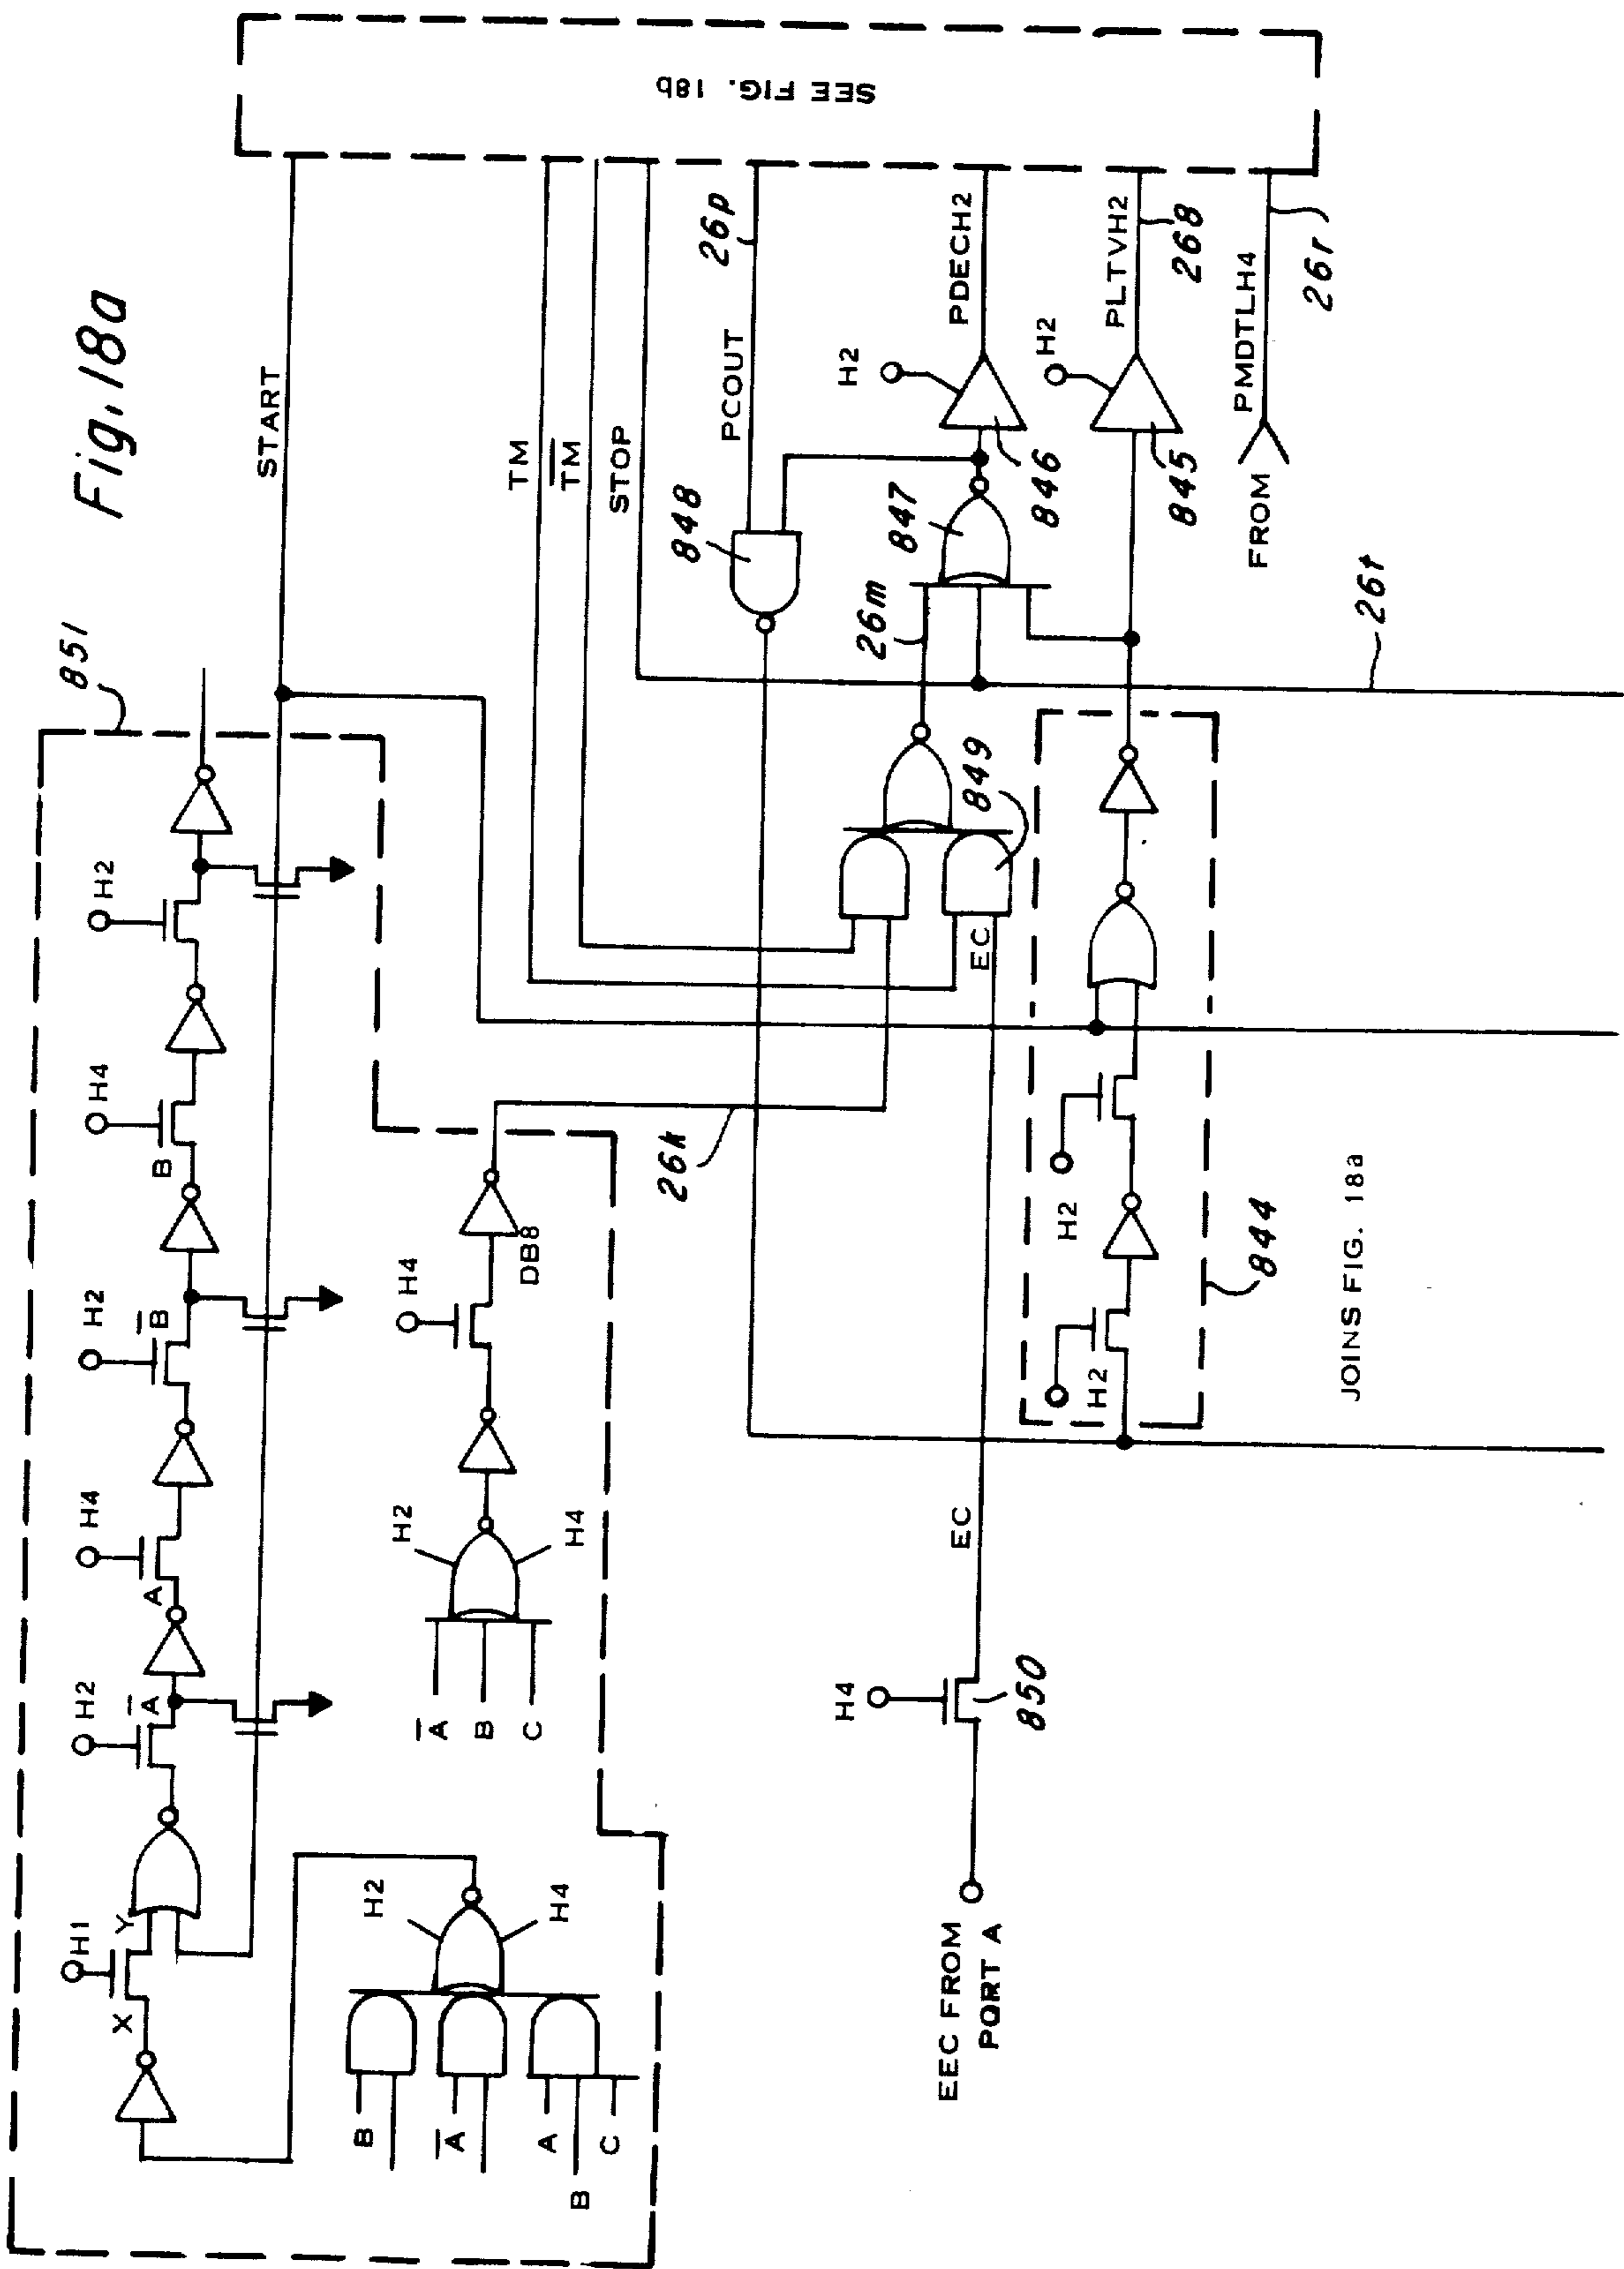 Fig. 18a
851
START
TM
TM
STOP
PCOUT
26p
848
847
26m
H2
PDECH2
846
H2
PLTVH2
268
845
PMDTLH4
FROM
26r
26t
SEE FIG. 18b
H1
X
Y
H2
A
A
H4
H2
B
B
H4
H2
H2
H4
B
A
A
B
C
H2
H4
A
B
C
H4
DB8
26k
849
EC
EC
H4
850
EEC FROM
PORT A
H2
H2
844
JOINS FIG. 18a